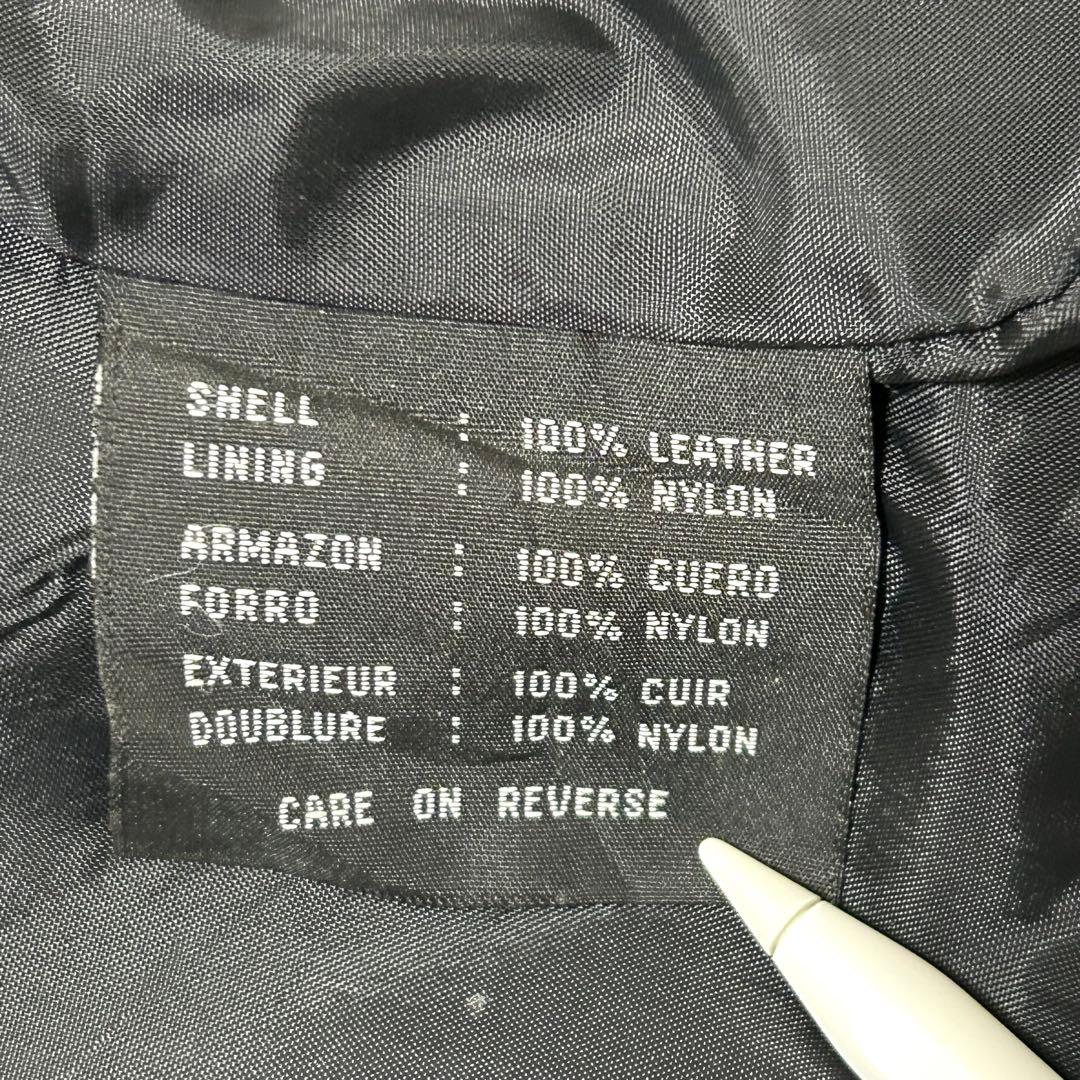 SHELL : 100% LEATHER
LINING : 100% NYLON
ARMAZON : 100% CUERO
FORRO : 100% NYLON
EXTERIEUR : 100% CUIR
DOUBLURE : 100% NYLON
CARE ON REVERSE